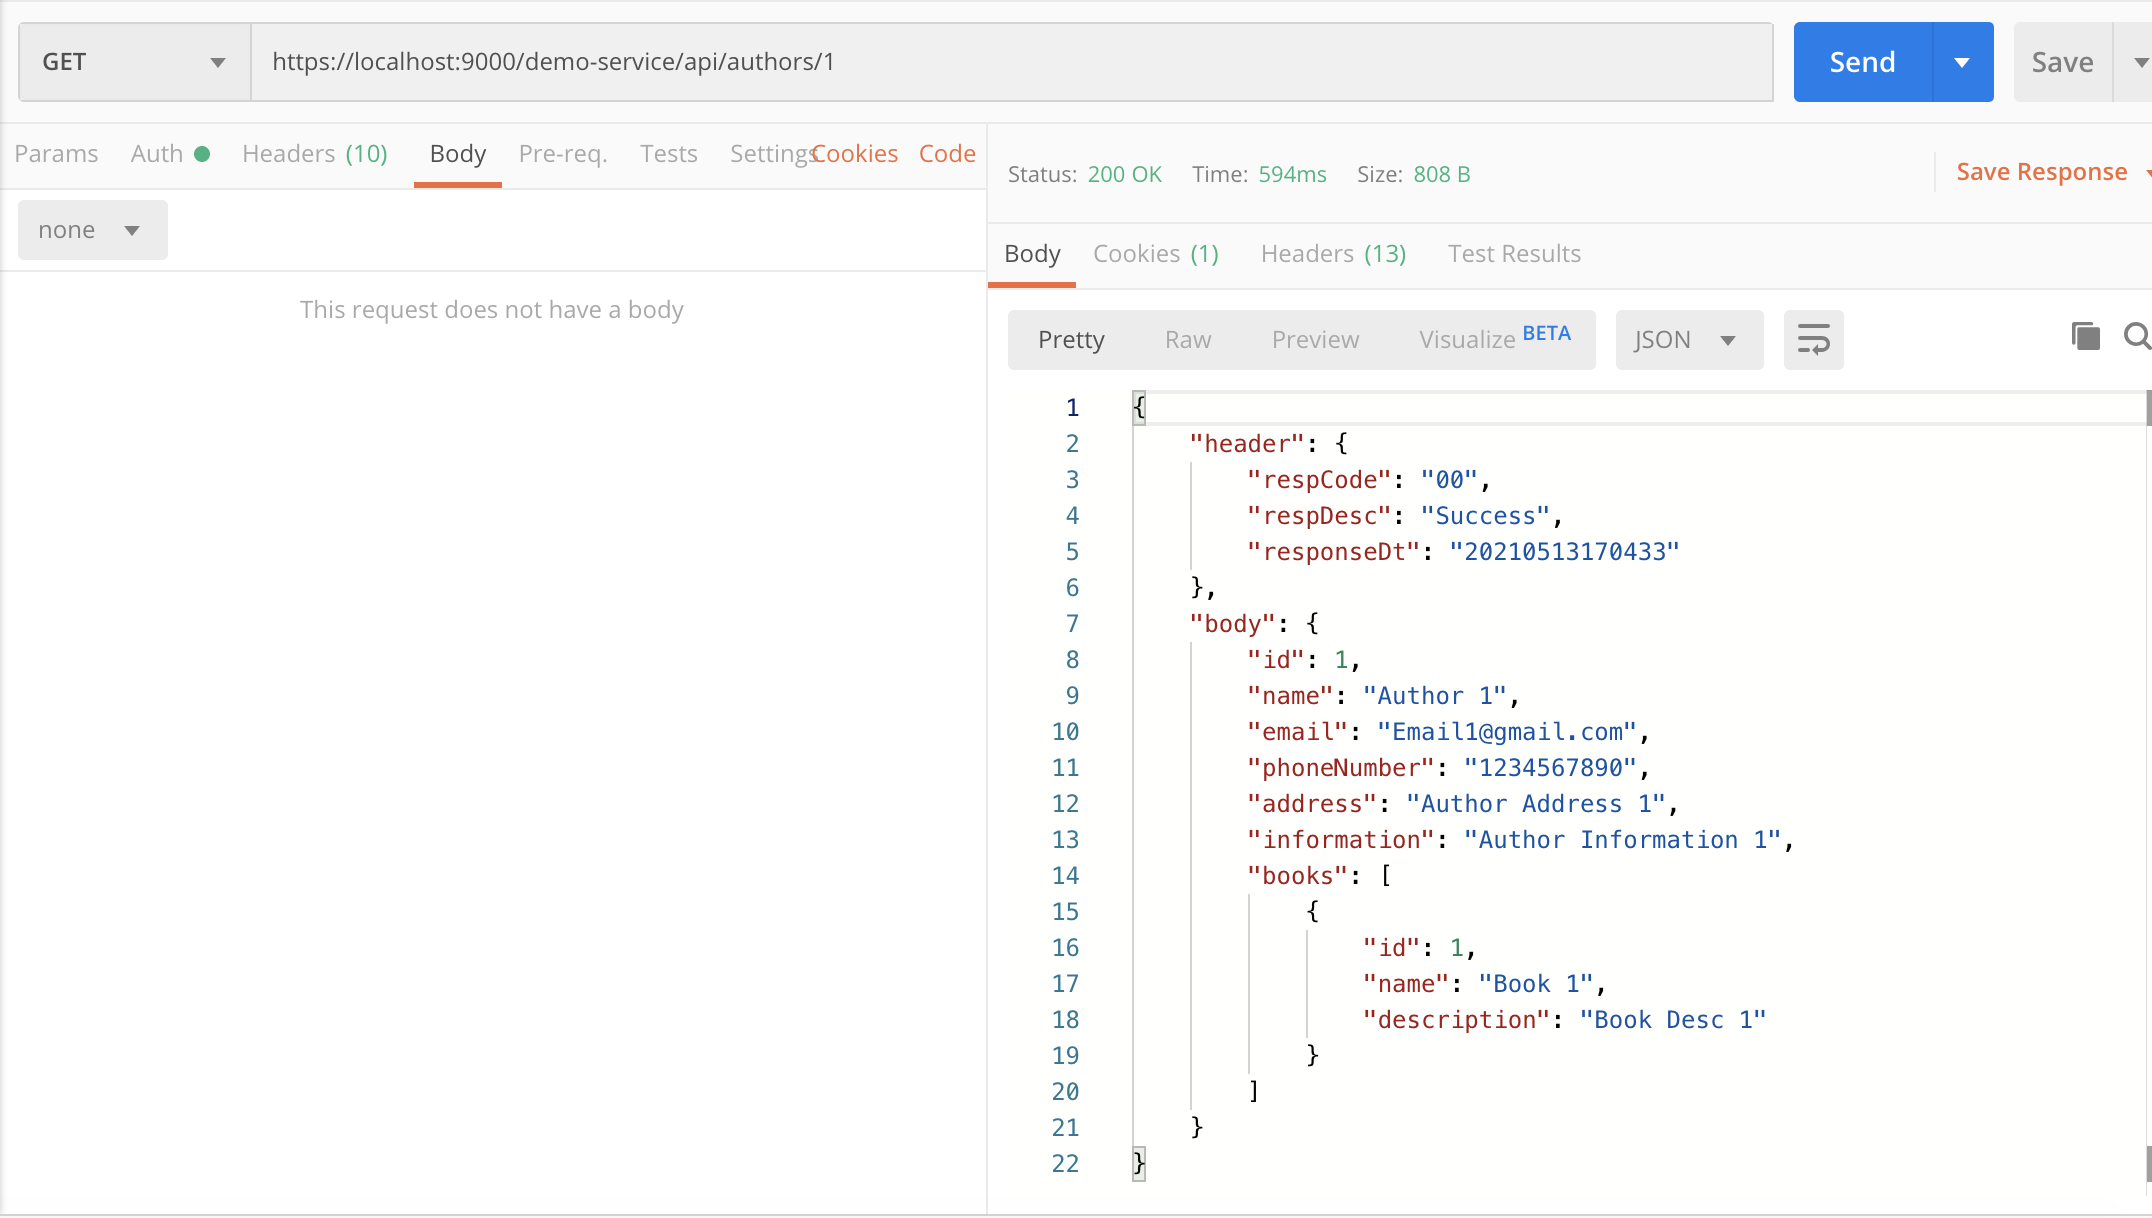 GET https://localhost:9000/demo-service/api/authors/1 Send Save
Params Auth Headers (10) Body Pre-req. Tests Settings Cookies Code
none
This request does not have a body
Status: 200 OK Time: 594ms Size: 808 B Save Response
Body Cookies (1) Headers (13) Test Results
Pretty Raw Preview Visualize BETA JSON
1 {
2 "header": {
3 "respCode": "00",
4 "respDesc": "Success",
5 "responseDt": "20210513170433"
6 },
7 "body": {
8 "id": 1,
9 "name": "Author 1",
10 "email": "Email1@gmail.com",
11 "phoneNumber": "1234567890",
12 "address": "Author Address 1",
13 "information": "Author Information 1",
14 "books": [
15 {
16 "id": 1,
17 "name": "Book 1",
18 "description": "Book Desc 1"
19 }
20 ]
21 }
22 }